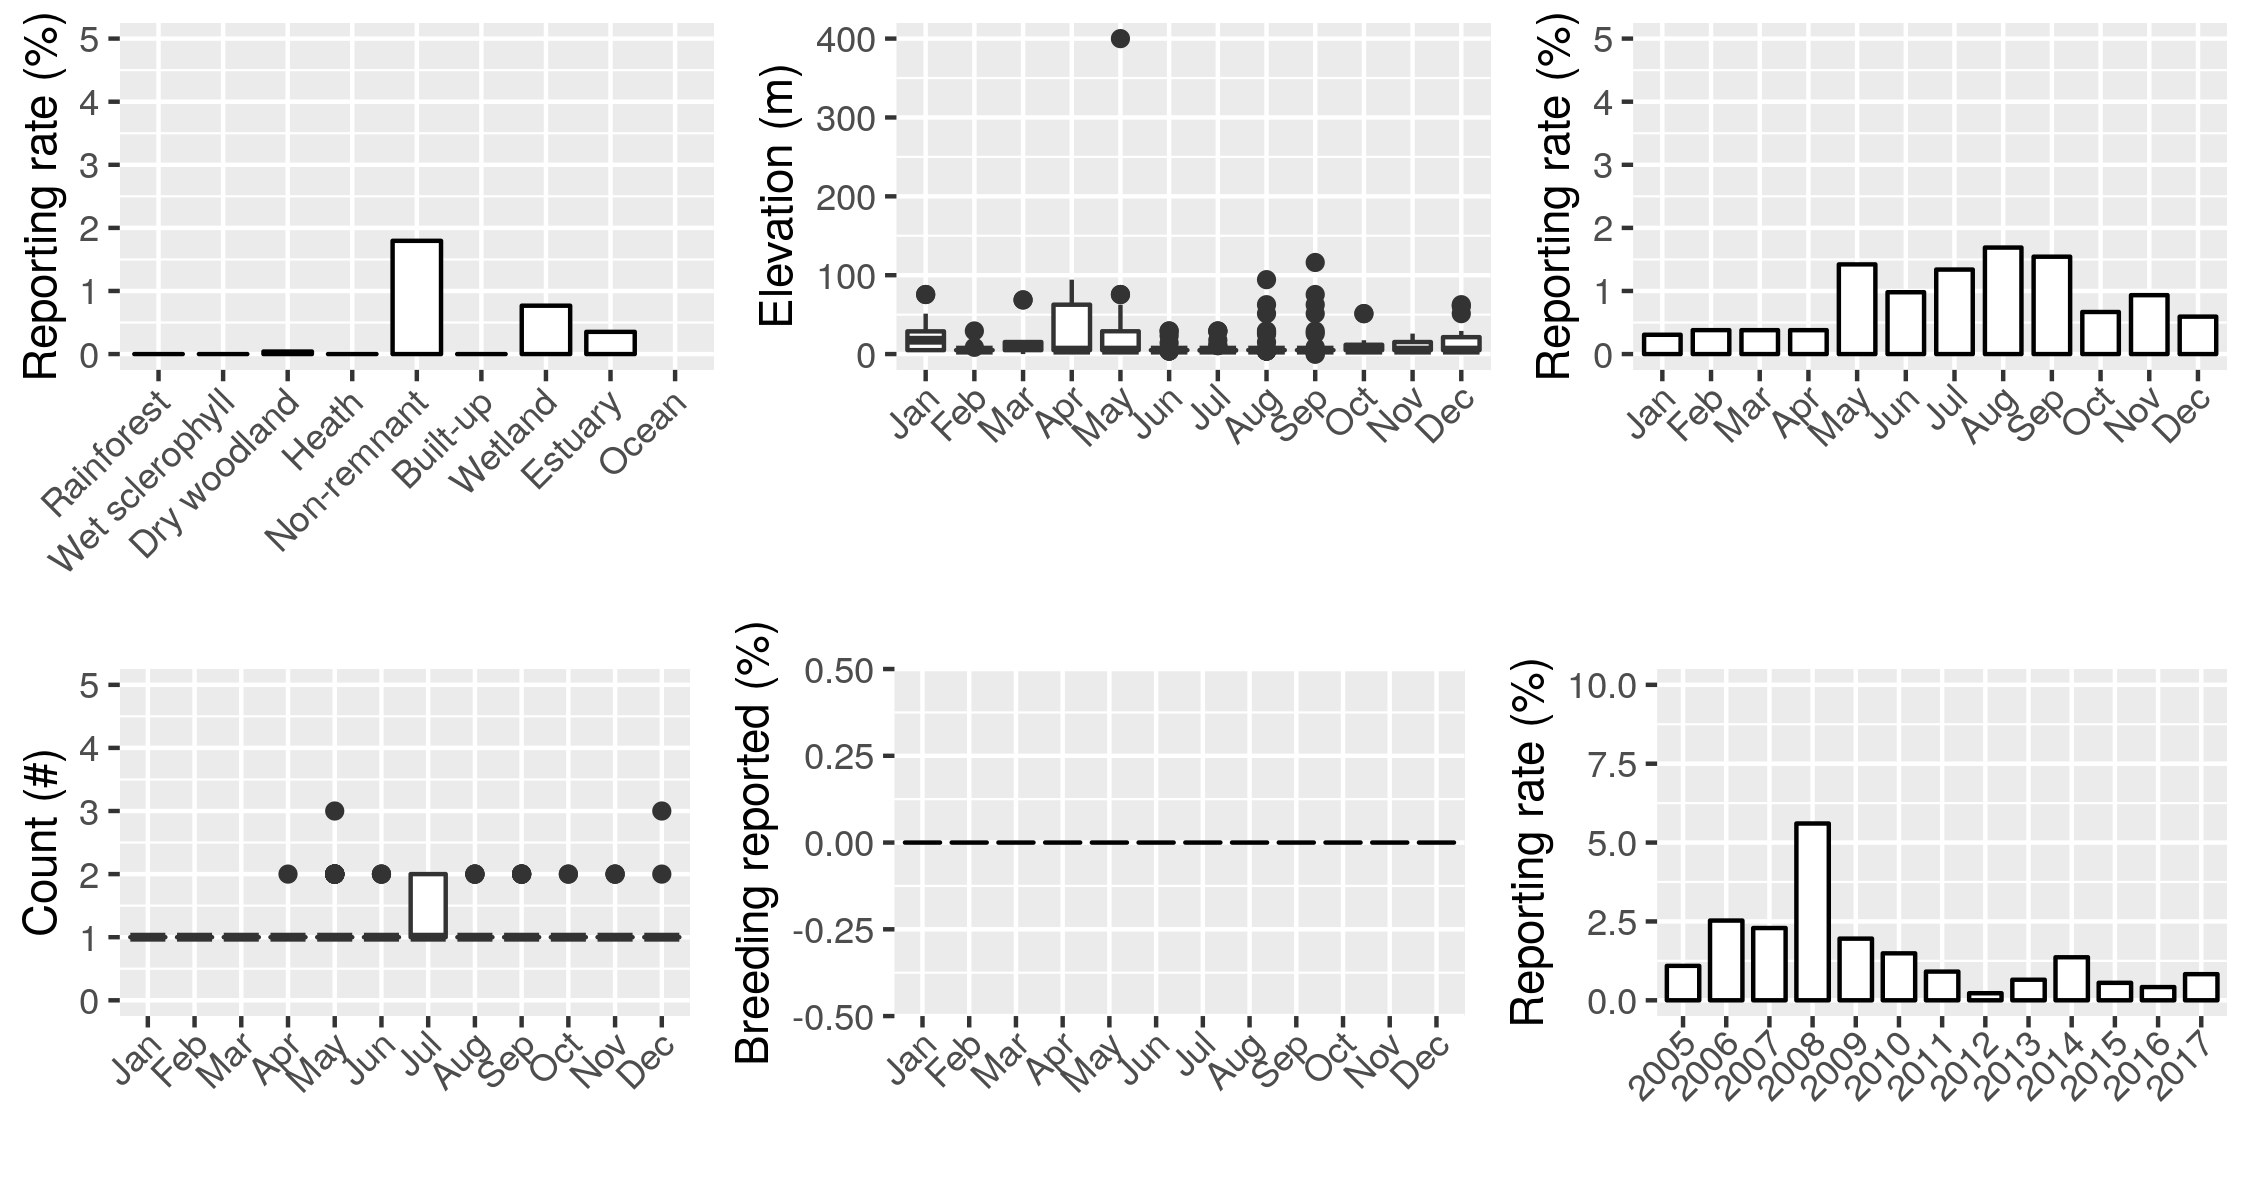 Reporting rate (%)
5
4
3
2
1
0
Rainforest
Wet sclerophyll
Dry woodland
Heath
Non-remnant
Built-up
Wetland
Estuary
Ocean
Elevation (m)
400
300
200
100
0
Jan
Feb
Mar
Apr
May
Jun
Jul
Aug
Sep
Oct
Nov
Dec
Reporting rate (%)
5
4
3
2
1
0
Jan
Feb
Mar
Apr
May
Jun
Jul
Aug
Sep
Oct
Nov
Dec
Count (#)
5
4
3
2
1
0
Jan
Feb
Mar
Apr
May
Jun
Jul
Aug
Sep
Oct
Nov
Dec
Breeding reported (%)
0.50
0.25
0.00
-0.25
-0.50
Jan
Feb
Mar
Apr
May
Jun
Jul
Aug
Sep
Oct
Nov
Dec
Reporting rate (%)
10.0
7.5
5.0
2.5
0.0
2005
2006
2007
2008
2009
2010
2011
2012
2013
2014
2015
2016
2017